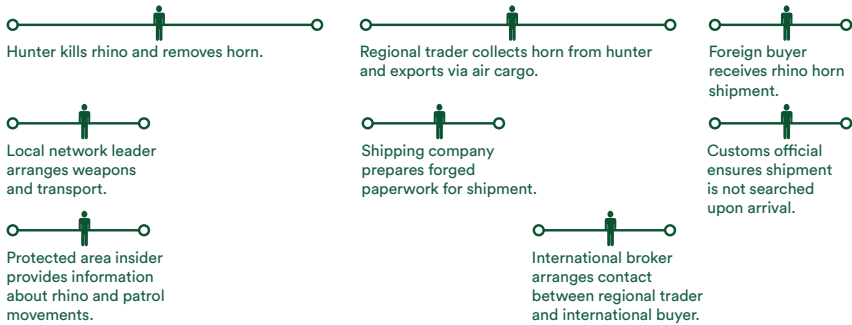 Hunter kills rhino and removes horn.
Regional trader collects horn from hunter
and exports via air cargo.
Foreign buyer
receives rhino horn
shipment.
Local network leader
arranges weapons
and transport.
Shipping company
prepares forged
paperwork for shipment.
Customs official
ensures shipment
is not searched
upon arrival.
Protected area insider
provides information
about rhino and patrol
movements.
International broker
arranges contact
between regional trader
and international buyer.